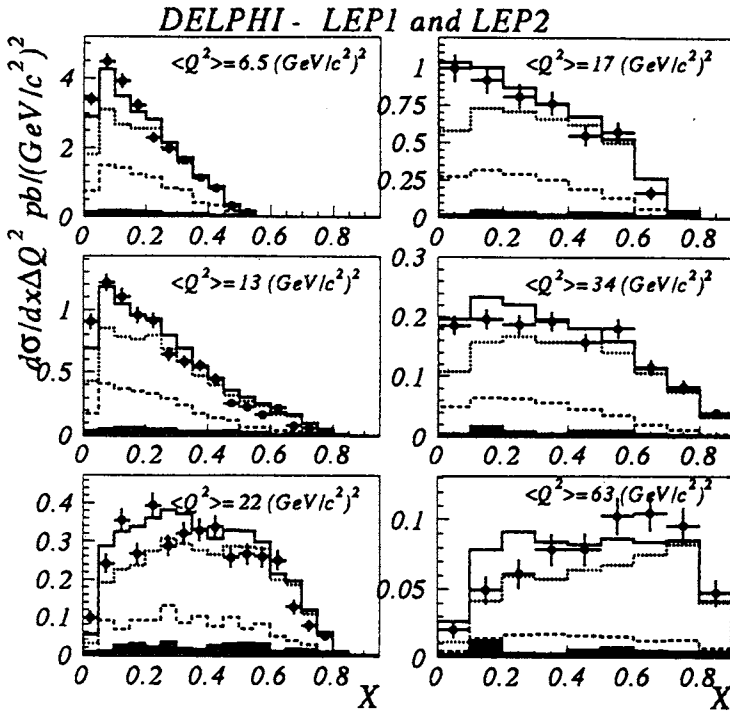 DELPHI - LEP1 and LEP2
dσ/dxΔQ² pb/(GeV/c²)²
<Q²>=6.5 (GeV/c²)²
4
2
0
0 0.2 0.4 0.6 0.8
<Q²>=17 (GeV/c²)²
1
0.75
0.5
0.25
0
0 0.2 0.4 0.6 0.8
<Q²>=13 (GeV/c²)²
1
0.5
0
0 0.2 0.4 0.6 0.8
<Q²>=34 (GeV/c²)²
0.3
0.2
0.1
0
0 0.2 0.4 0.6 0.8
<Q²>=22 (GeV/c²)²
0.4
0.3
0.2
0.1
0
0 0.2 0.4 0.6 0.8
X
<Q²>=63 (GeV/c²)²
0.1
0.05
0
0 0.2 0.4 0.6 0.8
X